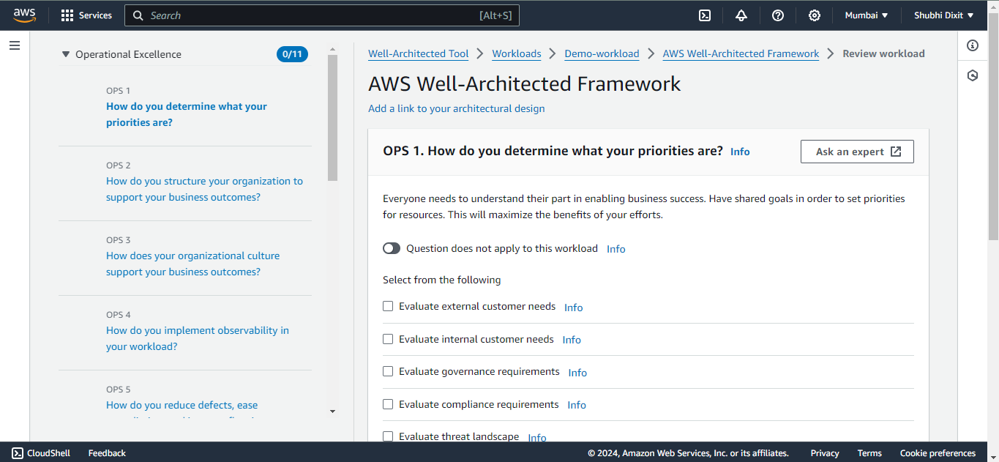 aws
Services
Search
[Alt+S]
Mumbai
Shubhi Dixit
Operational Excellence
0/11
OPS 1
How do you determine what your
priorities are?
OPS 2
How do you structure your organization to
support your business outcomes?
OPS 3
How does your organizational culture
support your business outcomes?
OPS 4
How do you implement observability in
your workload?
OPS 5
How do you reduce defects, ease
Well-Architected Tool
Workloads
Demo-workload
AWS Well-Architected Framework
Review workload
AWS Well-Architected Framework
Add a link to your architectural design
OPS 1. How do you determine what your priorities are? Info
Ask an expert
Everyone needs to understand their part in enabling business success. Have shared goals in order to set priorities
for resources. This will maximize the benefits of your efforts.
Question does not apply to this workload Info
Select from the following
Evaluate external customer needs Info
Evaluate internal customer needs Info
Evaluate governance requirements Info
Evaluate compliance requirements Info
Evaluate threat landscape Info
CloudShell
Feedback
© 2024, Amazon Web Services, Inc. or its affiliates.
Privacy
Terms
Cookie preferences